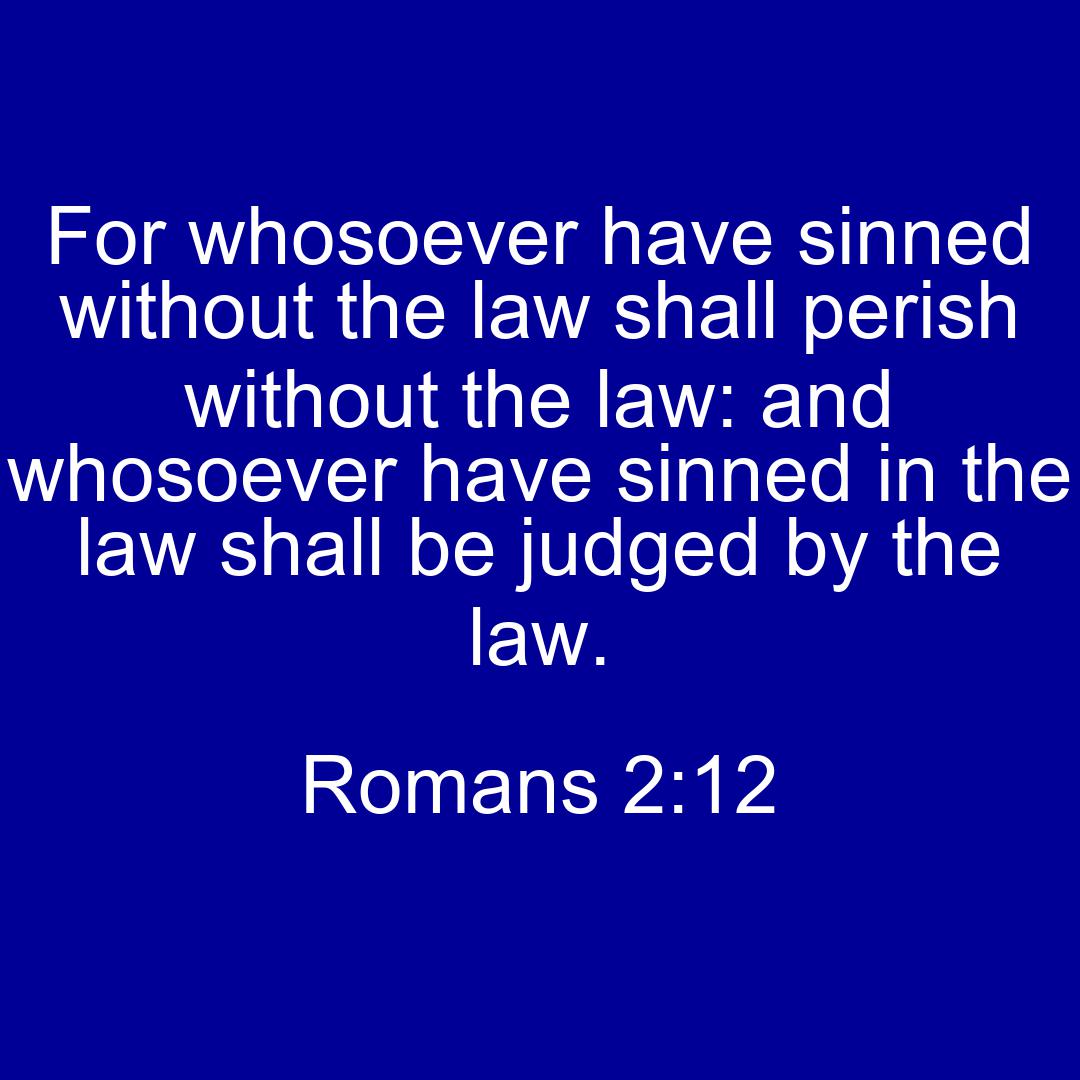 For whosoever have sinned
without the law shall perish
without the law: and
whosoever have sinned in the
law shall be judged by the
law.
Romans 2:12